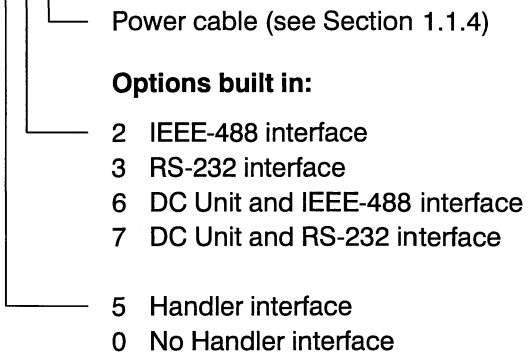 Power cable (see Section 1.1.4)
Options built in:
2 IEEE-488 interface
3 RS-232 interface
6 DC Unit and IEEE-488 interface
7 DC Unit and RS-232 interface
5 Handler interface
0 No Handler interface